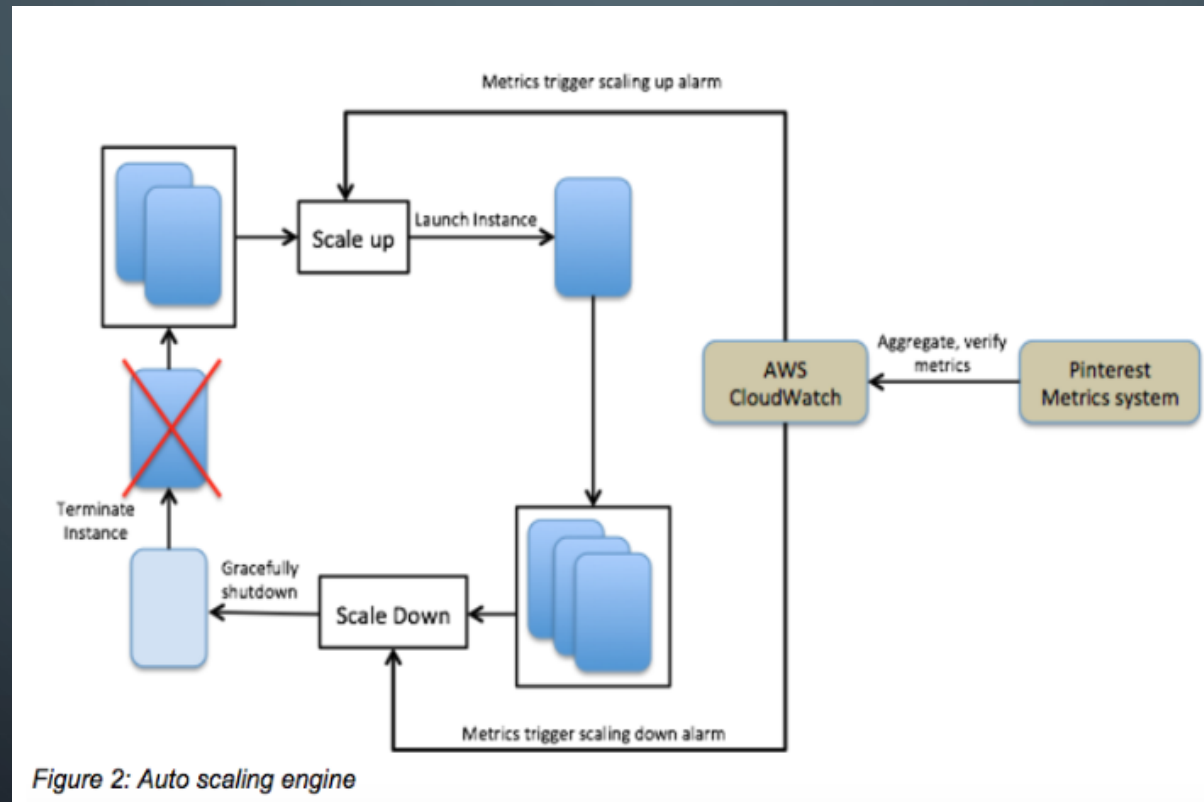 Metrics trigger scaling up alarm
Scale up
Launch Instance
Aggregate, verify
metrics
AWS
CloudWatch
Pinterest
Metrics system
Terminate
Instance
Gracefully
shutdown
Scale Down
Metrics trigger scaling down alarm
Figure 2: Auto scaling engine